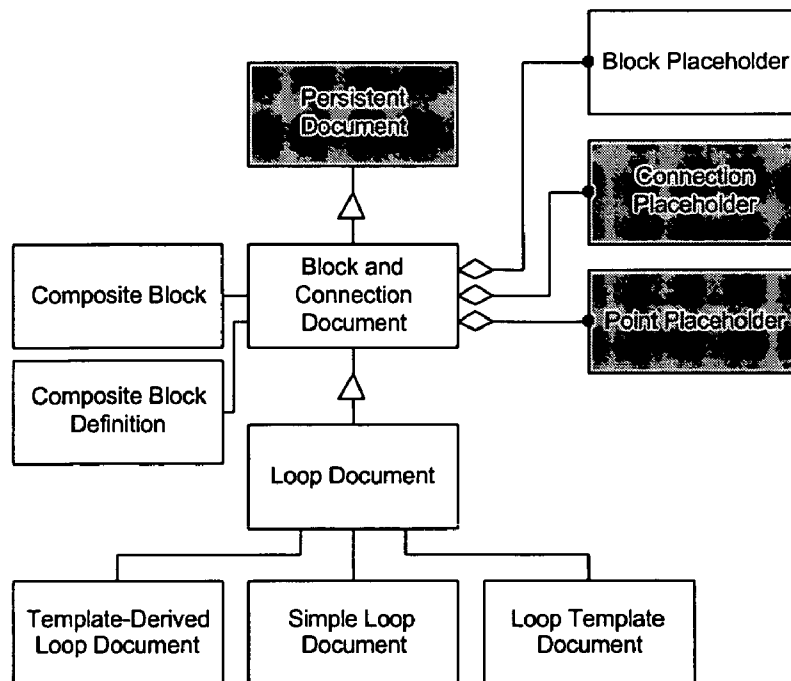 Block Placeholder
Persistent
Document
Connection
Placeholder
Composite Block
Block and
Connection
Document
Point Placeholder
Composite Block
Definition
Loop Document
Template-Derived
Loop Document
Simple Loop
Document
Loop Template
Document